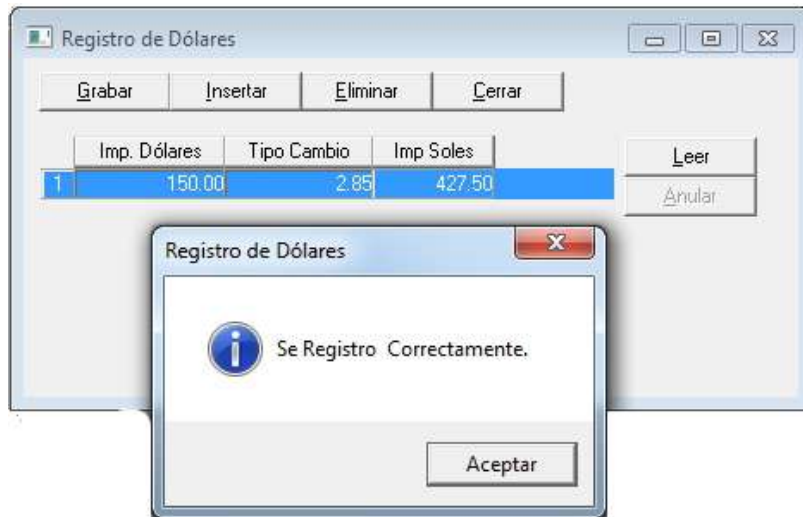 Registro de Dólares
Grabar Insertar Eliminar Cerrar
Imp. Dólares Tipo Cambio Imp Soles
Leer
1 150.00 2.85 427.50
Anular
Registro de Dólares
Se Registro Correctamente.
Aceptar